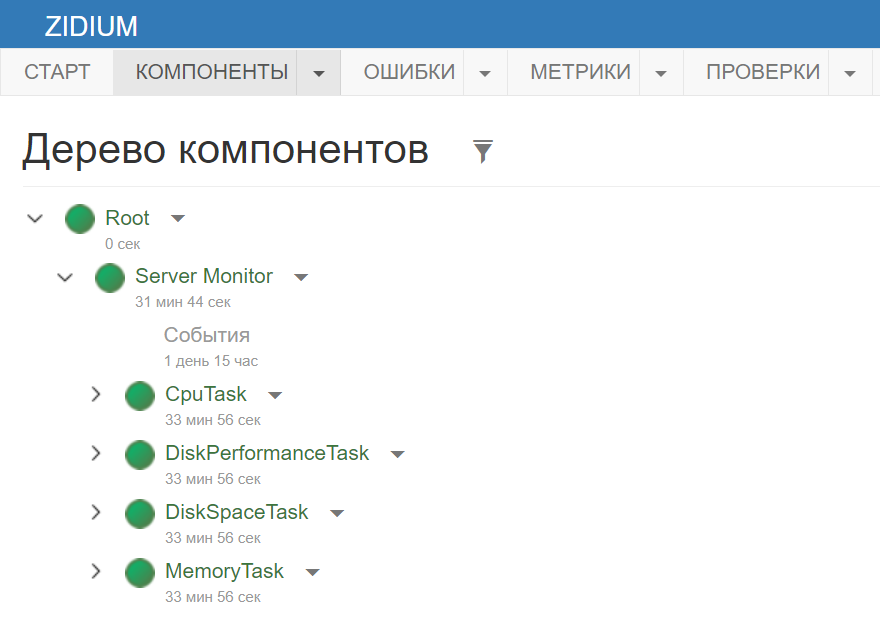 ZIDIUM
СТАРТ КОМПОНЕНТЫ ОШИБКИ МЕТРИКИ ПРОВЕРКИ
Дерево компонентов
Root
0 сек
Server Monitor
31 мин 44 сек
События
1 день 15 час
CpuTask
33 мин 56 сек
DiskPerformanceTask
33 мин 56 сек
DiskSpaceTask
33 мин 56 сек
MemoryTask
33 мин 56 сек